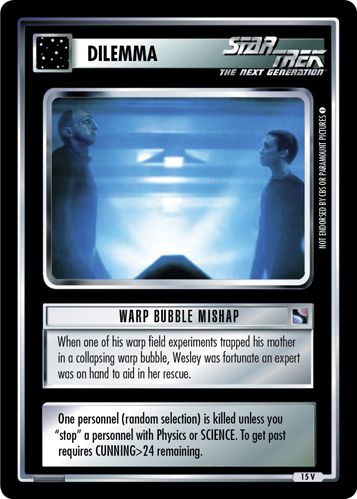 DILEMMA
STAR TREK
THE NEXT GENERATION
NOT ENDORSED BY CBS OR PARAMOUNT PICTURES
WARP BUBBLE MISHAP
When one of his warp field experiments trapped his mother
in a collapsing warp bubble, Wesley was fortunate an expert
was on hand to aid in her rescue.
One personnel (random selection) is killed unless you
"stop" a personnel with Physics or SCIENCE. To get past
requires CUNNING>24 remaining.
15 V